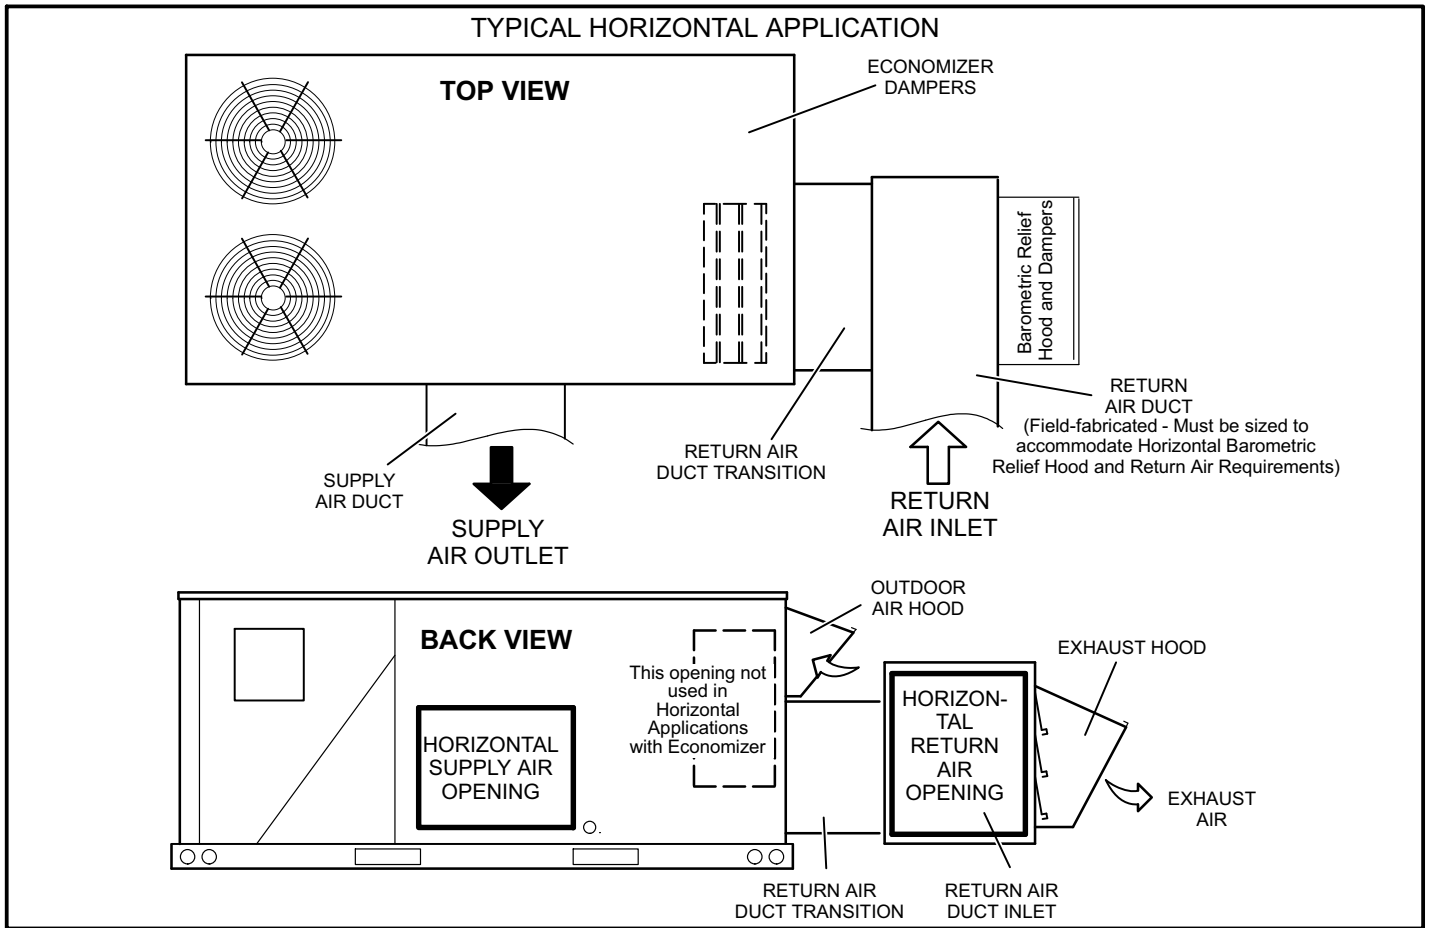 TYPICAL HORIZONTAL APPLICATION
TOP VIEW
ECONOMIZER
DAMPERS
Barometric Relief
Hood and Dampers
RETURN
AIR DUCT
(Field-fabricated - Must be sized to
accommodate Horizontal Barometric
Relief Hood and Return Air Requirements)
RETURN AIR
DUCT TRANSITION
SUPPLY
AIR DUCT
SUPPLY
AIR OUTLET
RETURN
AIR INLET
BACK VIEW
OUTDOOR
AIR HOOD
This opening not
used in
Horizontal
Applications
with Economizer
HORIZONTAL
SUPPLY AIR
OPENING
HORIZON-
TAL
RETURN
AIR
OPENING
EXHAUST HOOD
EXHAUST
AIR
RETURN AIR
DUCT TRANSITION
RETURN AIR
DUCT INLET